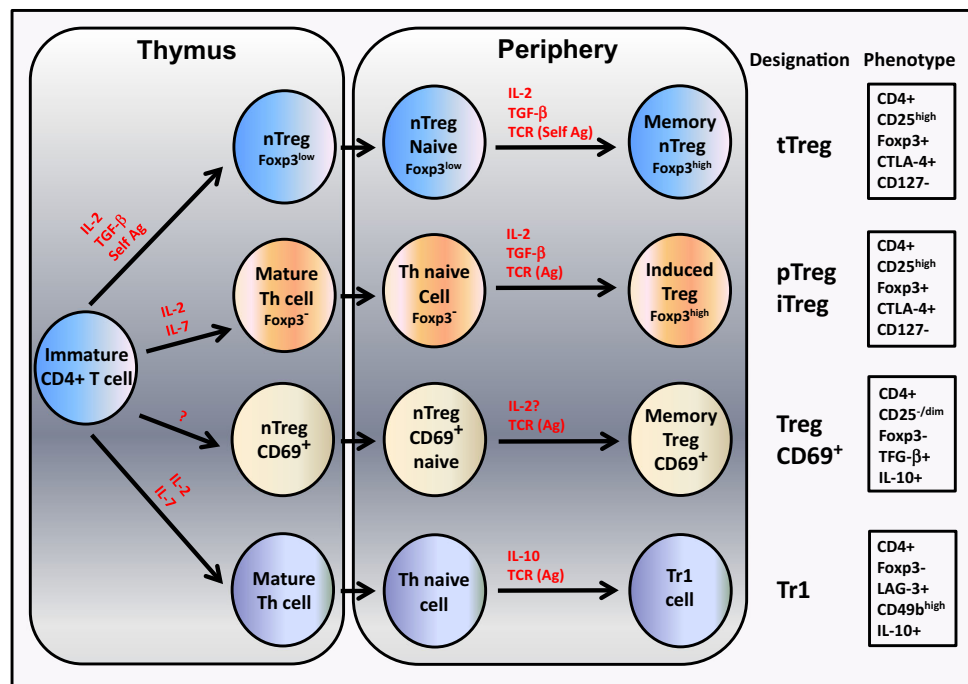 Thymus
Periphery
Designation
Phenotype
nTreg
Foxp3low
nTreg
Naive
Foxp3low
IL-2
TGF-β
TCR (Self Ag)
Memory
nTreg
Foxp3high
tTreg
CD4+
CD25high
Foxp3+
CTLA-4+
CD127-
IL-2
TGF-β
Self Ag
Mature
Th cell
Foxp3-
Th naive
Cell
Foxp3-
IL-2
TGF-β
TCR (Ag)
Induced
Treg
Foxp3high
pTreg
iTreg
CD4+
CD25high
Foxp3+
CTLA-4+
CD127-
IL-2
IL-7
Immature
CD4+ T cell
?
nTreg
CD69+
nTreg
CD69+
naive
IL-2?
TCR (Ag)
Memory
Treg
CD69+
Treg
CD69+
CD4+
CD25-/dim
Foxp3-
TFG-β+
IL-10+
IL-2
IL-7
Mature
Th cell
Th naive
cell
IL-10
TCR (Ag)
Tr1
cell
Tr1
CD4+
Foxp3-
LAG-3+
CD49bhigh
IL-10+